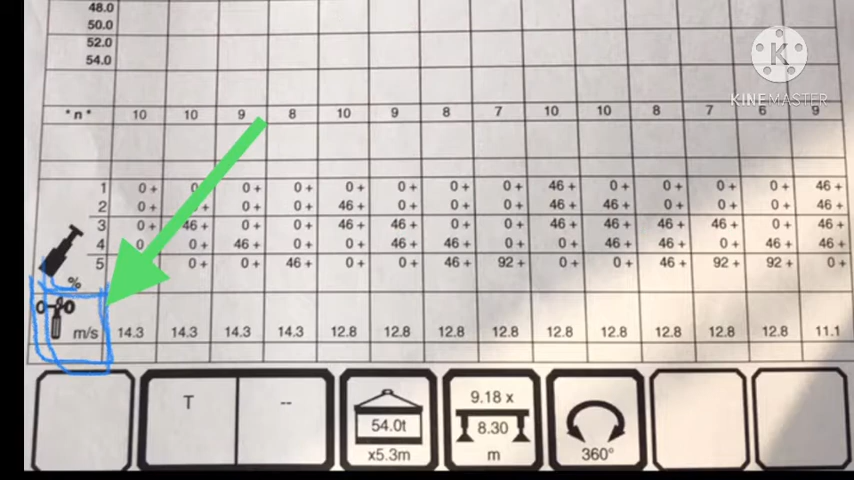 48.0
50.0
52.0
54.0
KINEMASTER
* n * 10 10 9 8 10 9 8 7 10 10 8 7 6 9
1 0 + 0 + 0 + 0 + 0 + 0 + 0 + 46 + 0 + 0 + 0 + 0 + 46 +
2 0 + 0 + 0 + 46 + 0 + 0 + 0 + 46 + 46 + 0 + 0 + 0 + 46 +
3 0 + 46 + 0 + 0 + 46 + 46 + 0 + 0 + 46 + 46 + 46 + 46 + 0 + 46 +
4 0 + 46 + 0 + 0 + 46 + 46 + 0 + 0 + 46 + 46 + 0 + 46 + 46 +
5 0 + 0 + 46 + 0 + 0 + 46 + 92 + 0 + 0 + 46 + 92 + 92 + 0 +
%
m/s 14.3 14.3 14.3 14.3 12.8 12.8 12.8 12.8 12.8 12.8 12.8 12.8 12.8 11.1
T --
54.0t
x5.3m
9.18 x
8.30
m
360°